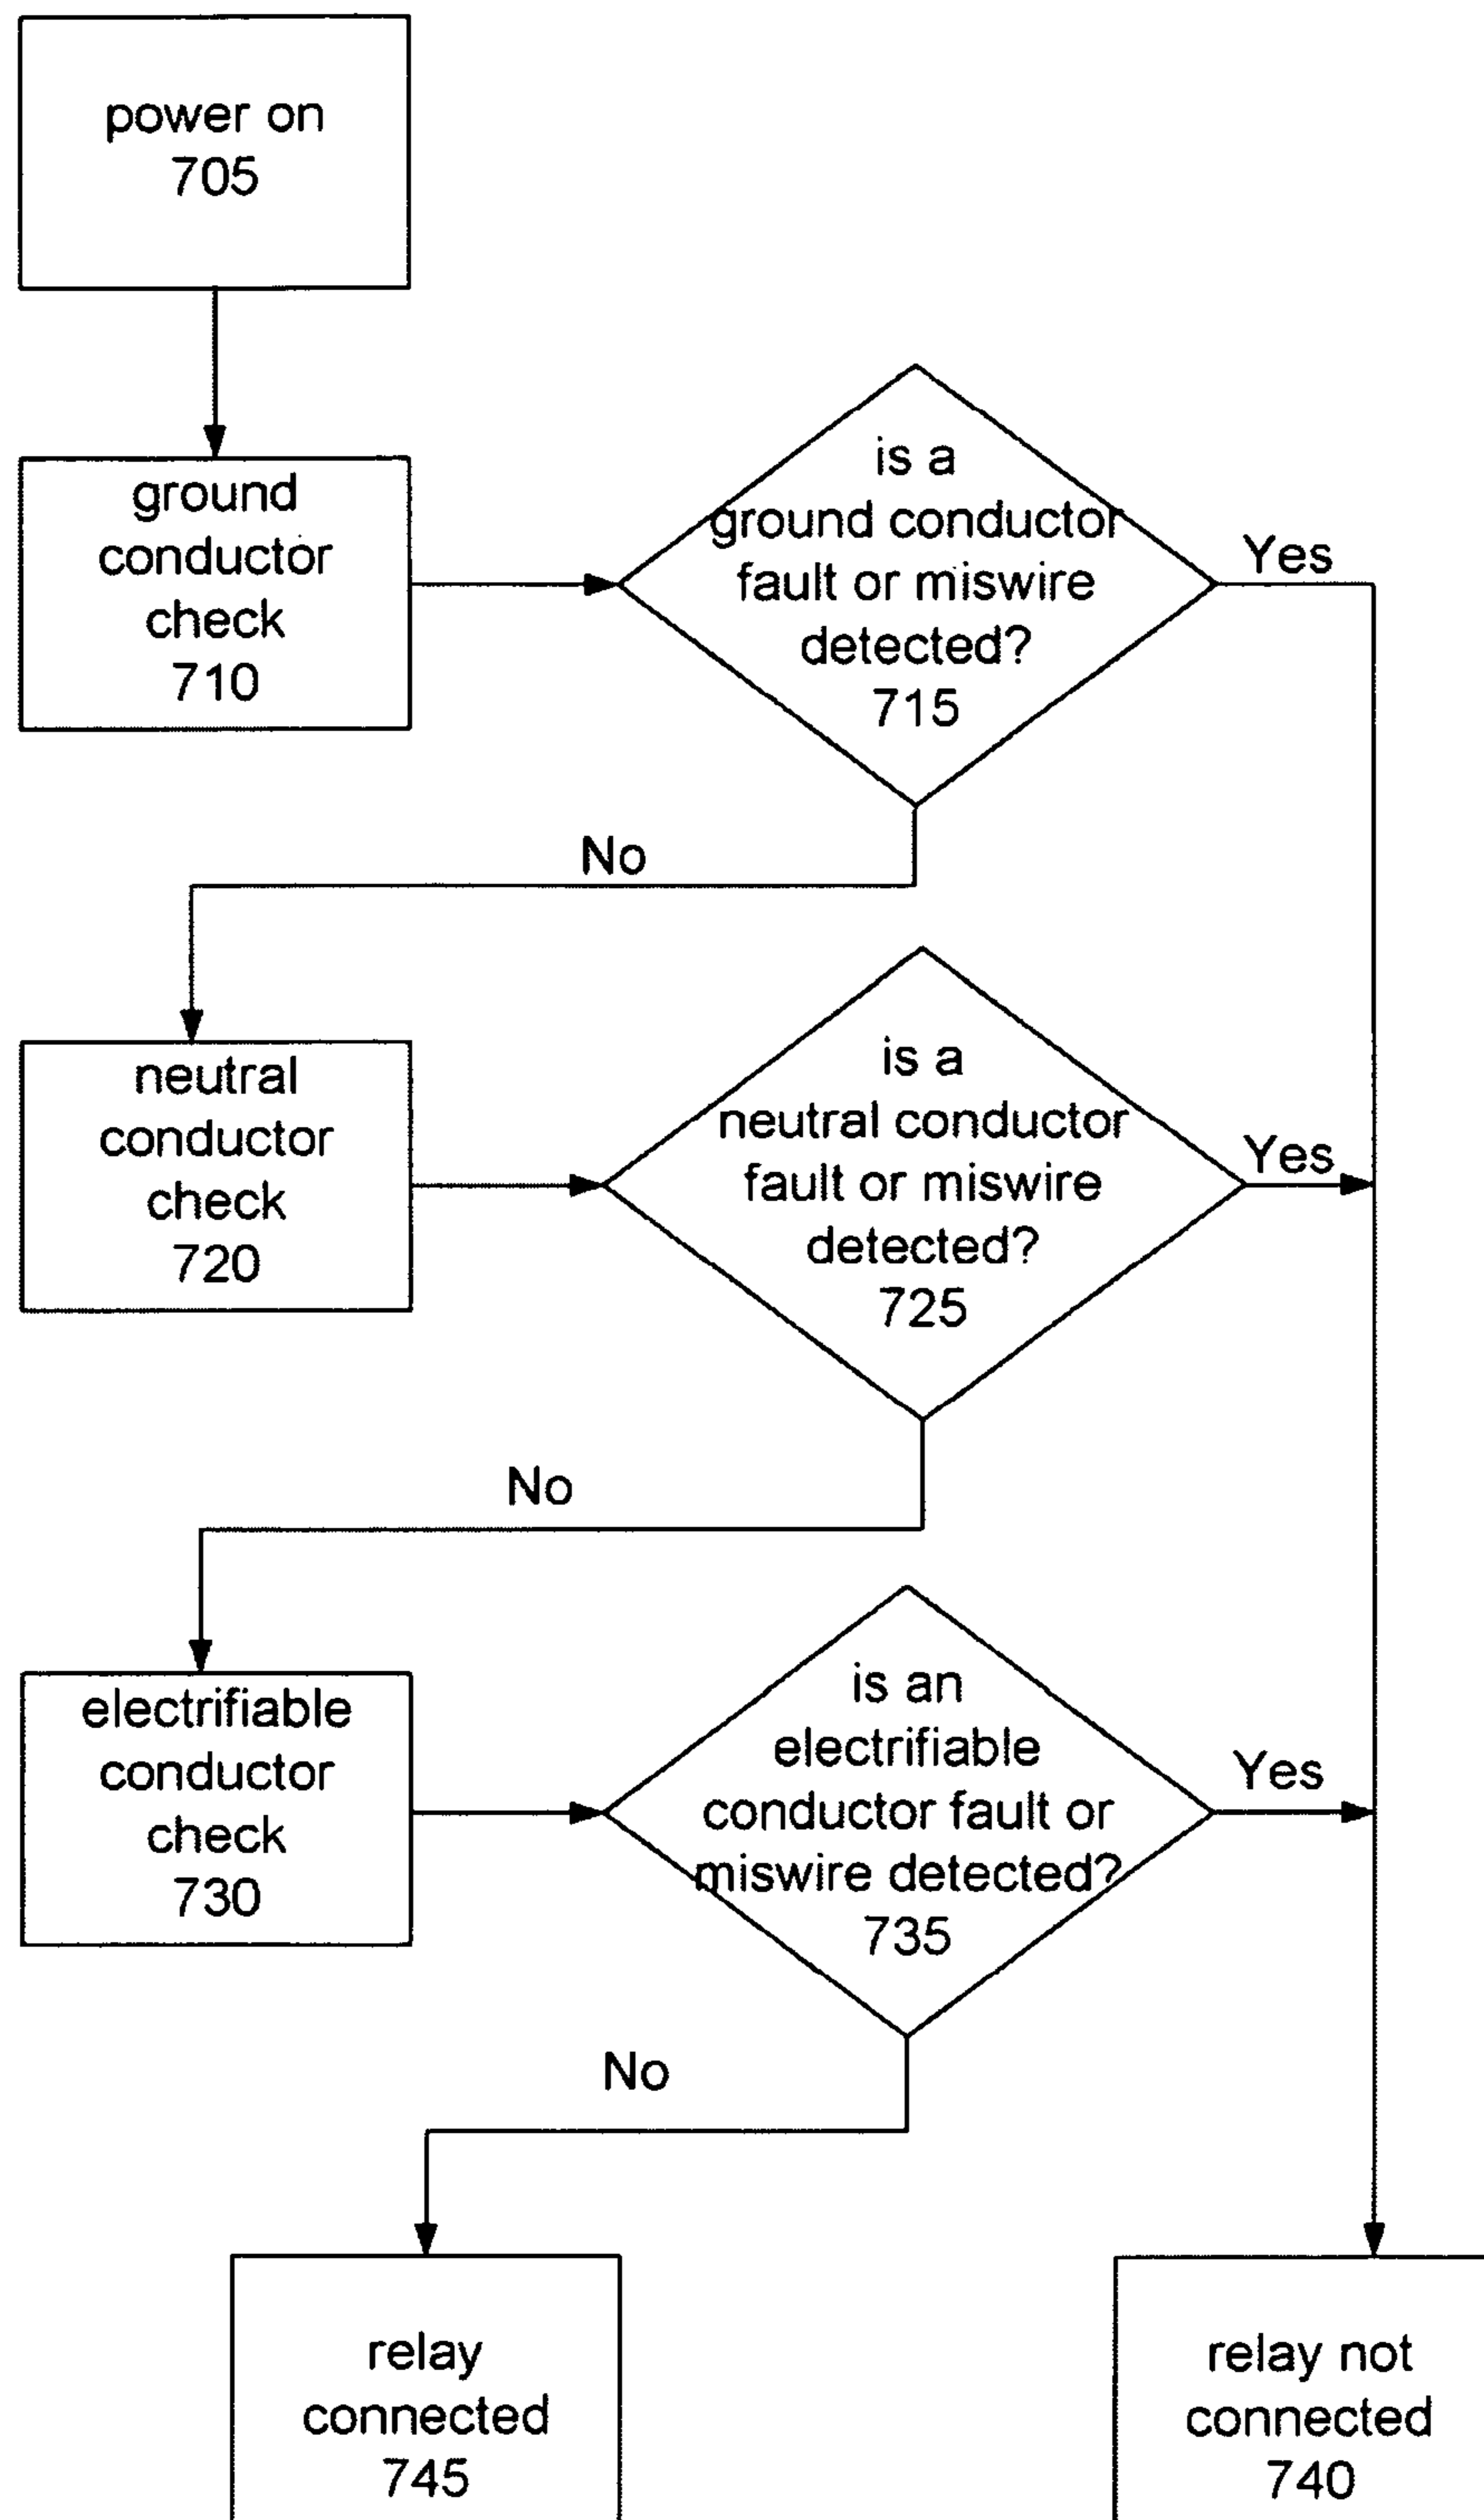 power on
705
ground
conductor
check
710
is a
ground conductor
fault or miswire
detected?
715
Yes
No
neutral
conductor
check
720
is a
neutral conductor
fault or miswire
detected?
725
Yes
No
electrifiable
conductor
check
730
is an
electrifiable
conductor fault or
miswire detected?
735
Yes
No
relay
connected
745
relay not
connected
740